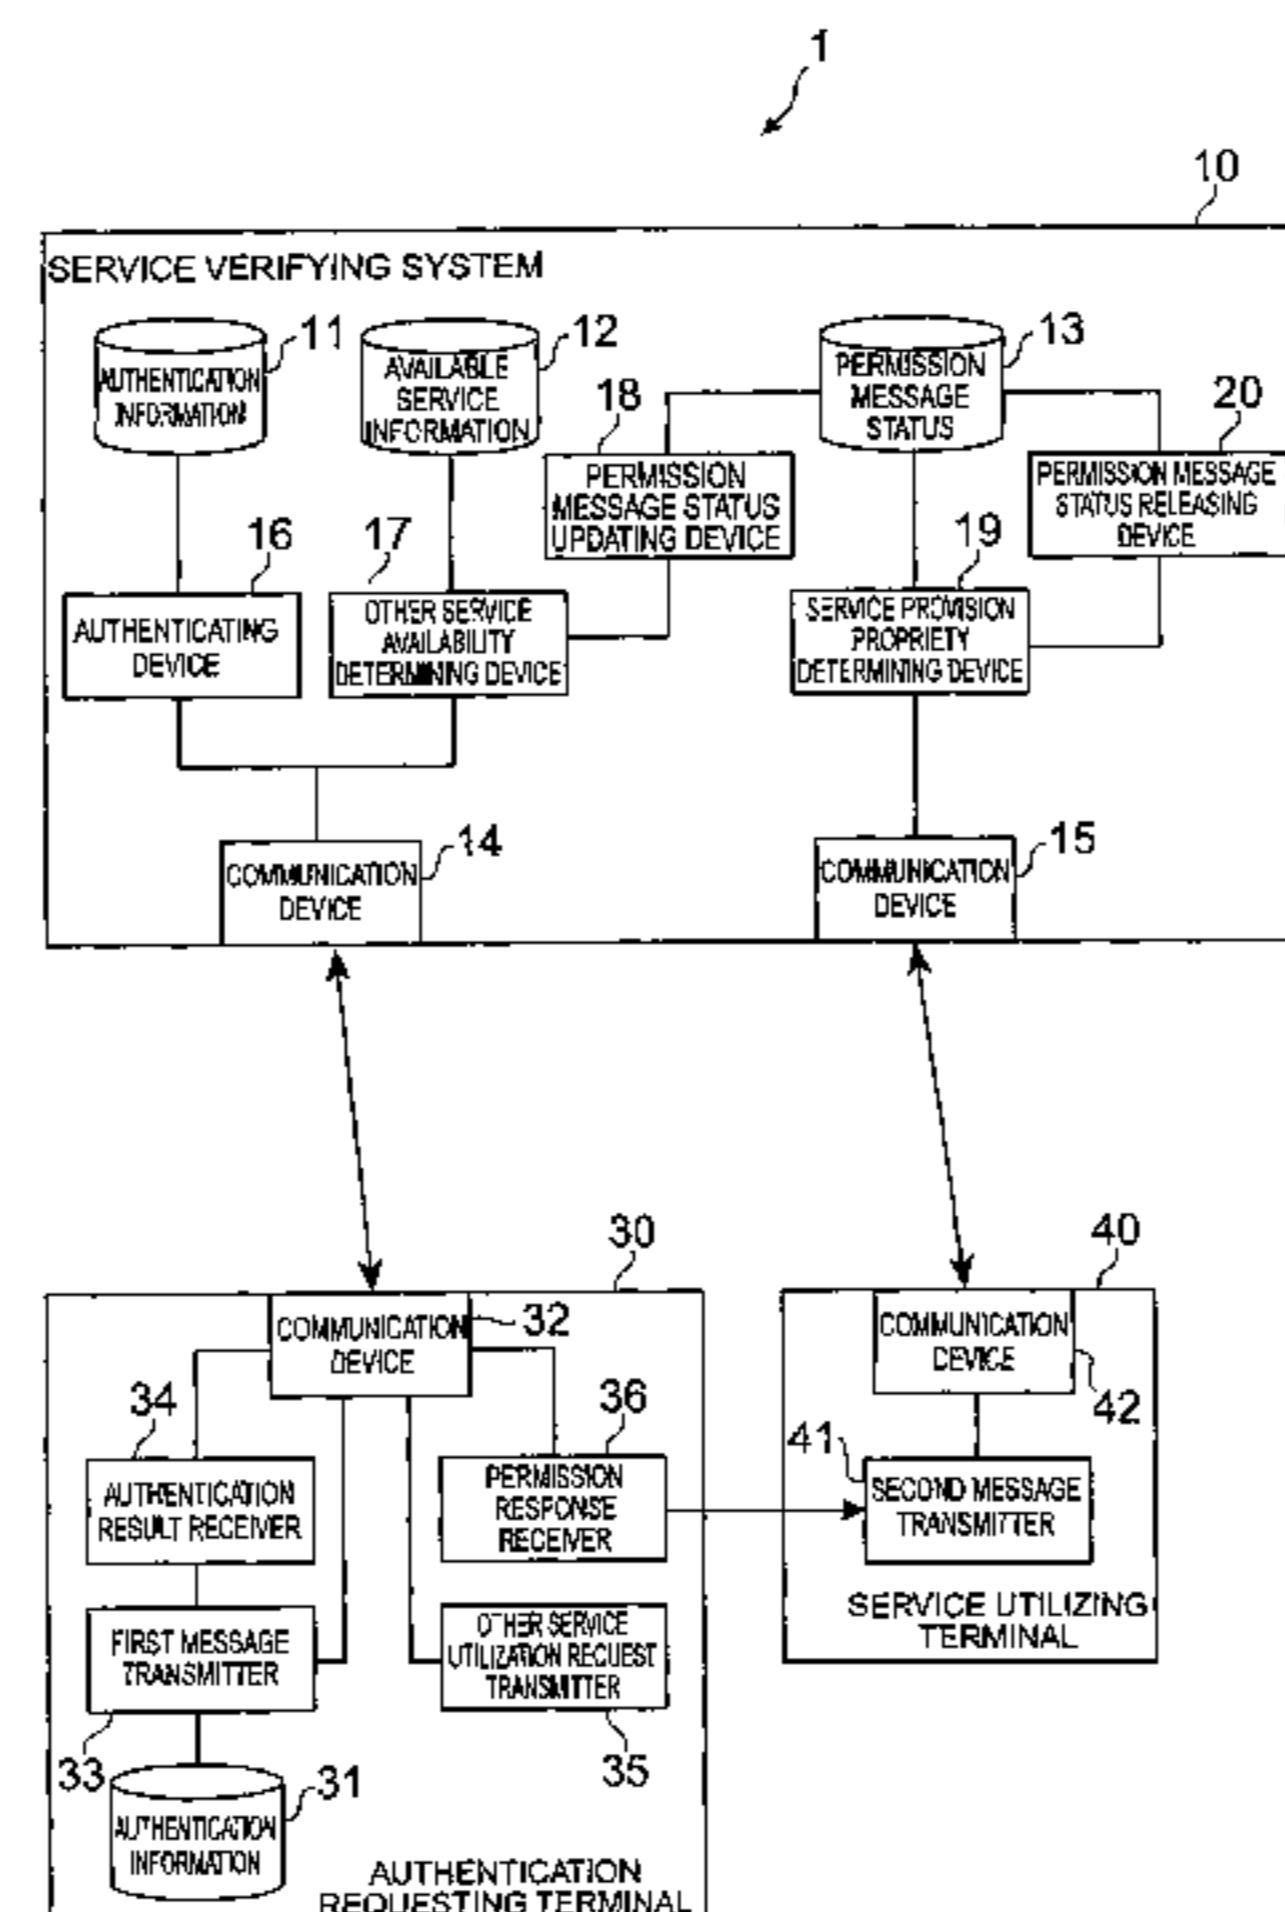 1
10
SERVICE VERIFYING SYSTEM
11
AUTHENTICATION
INFORMATION
12
AVAILABLE
SERVICE
INFORMATION
13
PERMISSION
MESSAGE
STATUS
18
PERMISSION
MESSAGE STATUS
UPDATING DEVICE
20
PERMISSION MESSAGE
STATUS RELEASING
DEVICE
16
AUTHENTICATING
DEVICE
17
OTHER SERVICE
AVAILABILITY
DETERMINING DEVICE
19
SERVICE PROVISION
PROPRIETY
DETERMINING DEVICE
14
COMMUNICATION
DEVICE
15
COMMUNICATION
DEVICE
30
32
COMMUNICATION
DEVICE
34
AUTHENTICATION
RESULT RECEIVER
36
PERMISSION
RESPONSE
RECEIVER
FIRST MESSAGE
TRANSMITTER
33
OTHER SERVICE
UTILIZATION REQUEST
TRANSMITTER
35
31
AUTHENTICATION
INFORMATION
AUTHENTICATION
REQUESTING TERMINAL
40
COMMUNICATION
DEVICE
42
41
SECOND MESSAGE
TRANSMITTER
SERVICE UTILIZING
TERMINAL